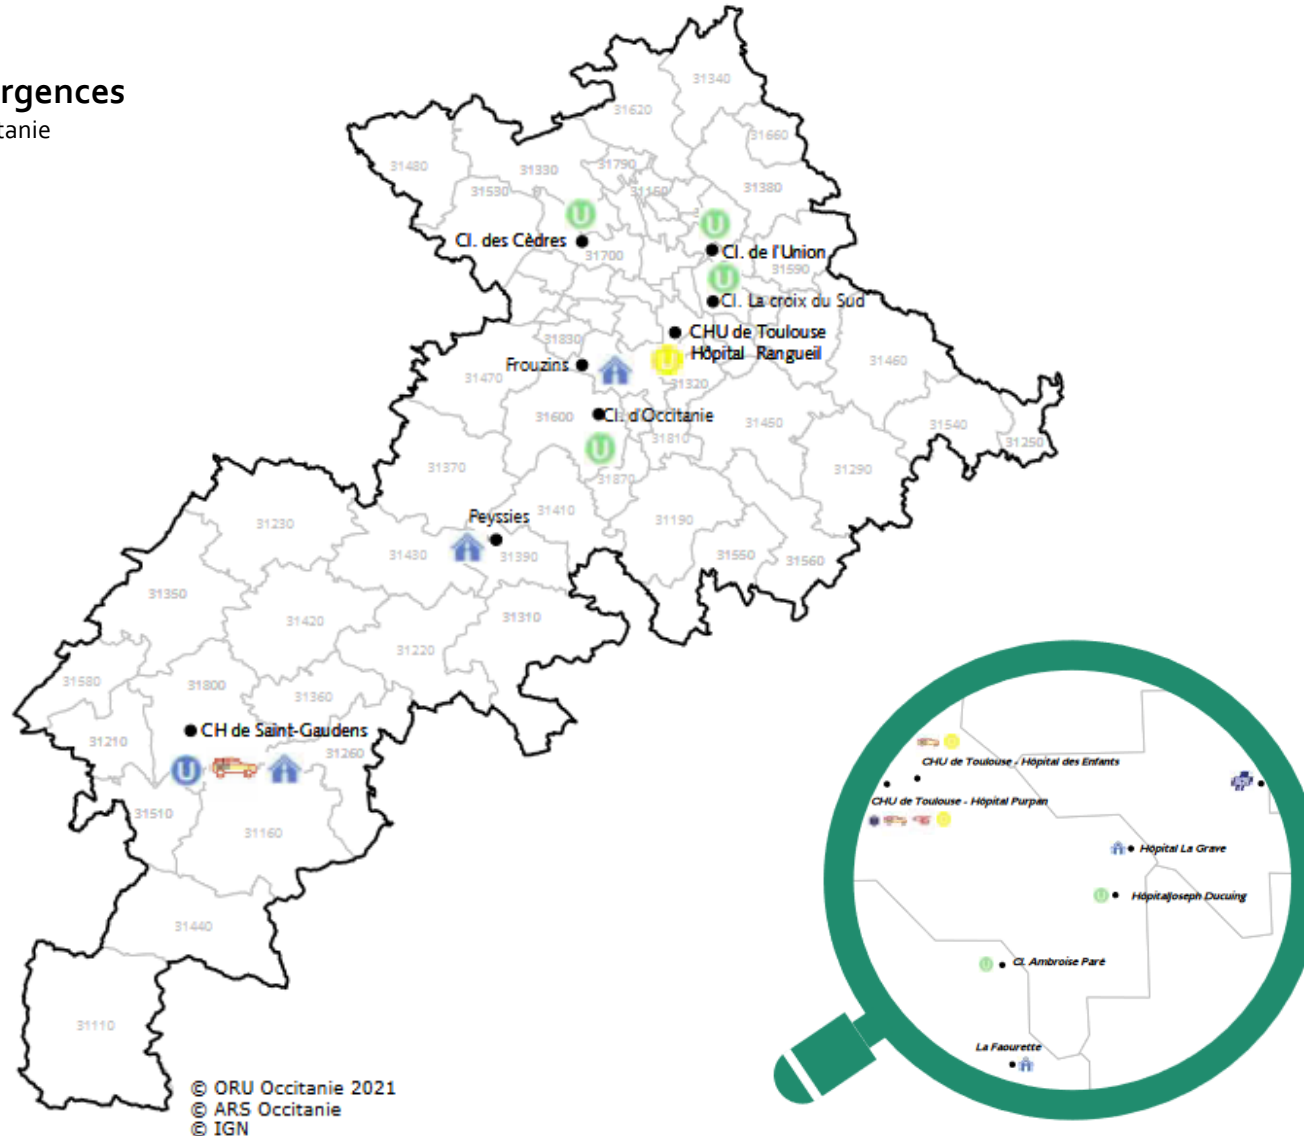 rgences
tanie
31340
31620
31660
31480
31330
31790
31530
31150
31380
Cl. des Cèdres
31700
Cl. de l'Union
31590
Cl. La croix du Sud
CHU de Toulouse
Hôpital Rangueil
31830
Frouzins
31470
31320
31460
31600
Cl. d'Occitanie
31450
31540
31810
31250
31370
31290
31870
31230
Peyssies
31410
31190
31430
31390
31550
31560
31350
31420
31310
31220
31580
31800
31360
CH de Saint-Gaudens
31210
31260
31510
31160
31440
31110
CHU de Toulouse - Hôpital des Enfants
CHU de Toulouse - Hôpital Purpan
Hôpital La Grave
HôpitalJoseph Ducuing
Cl. Ambroise Paré
La Faourette
© ORU Occitanie 2021
© ARS Occitanie
© IGN